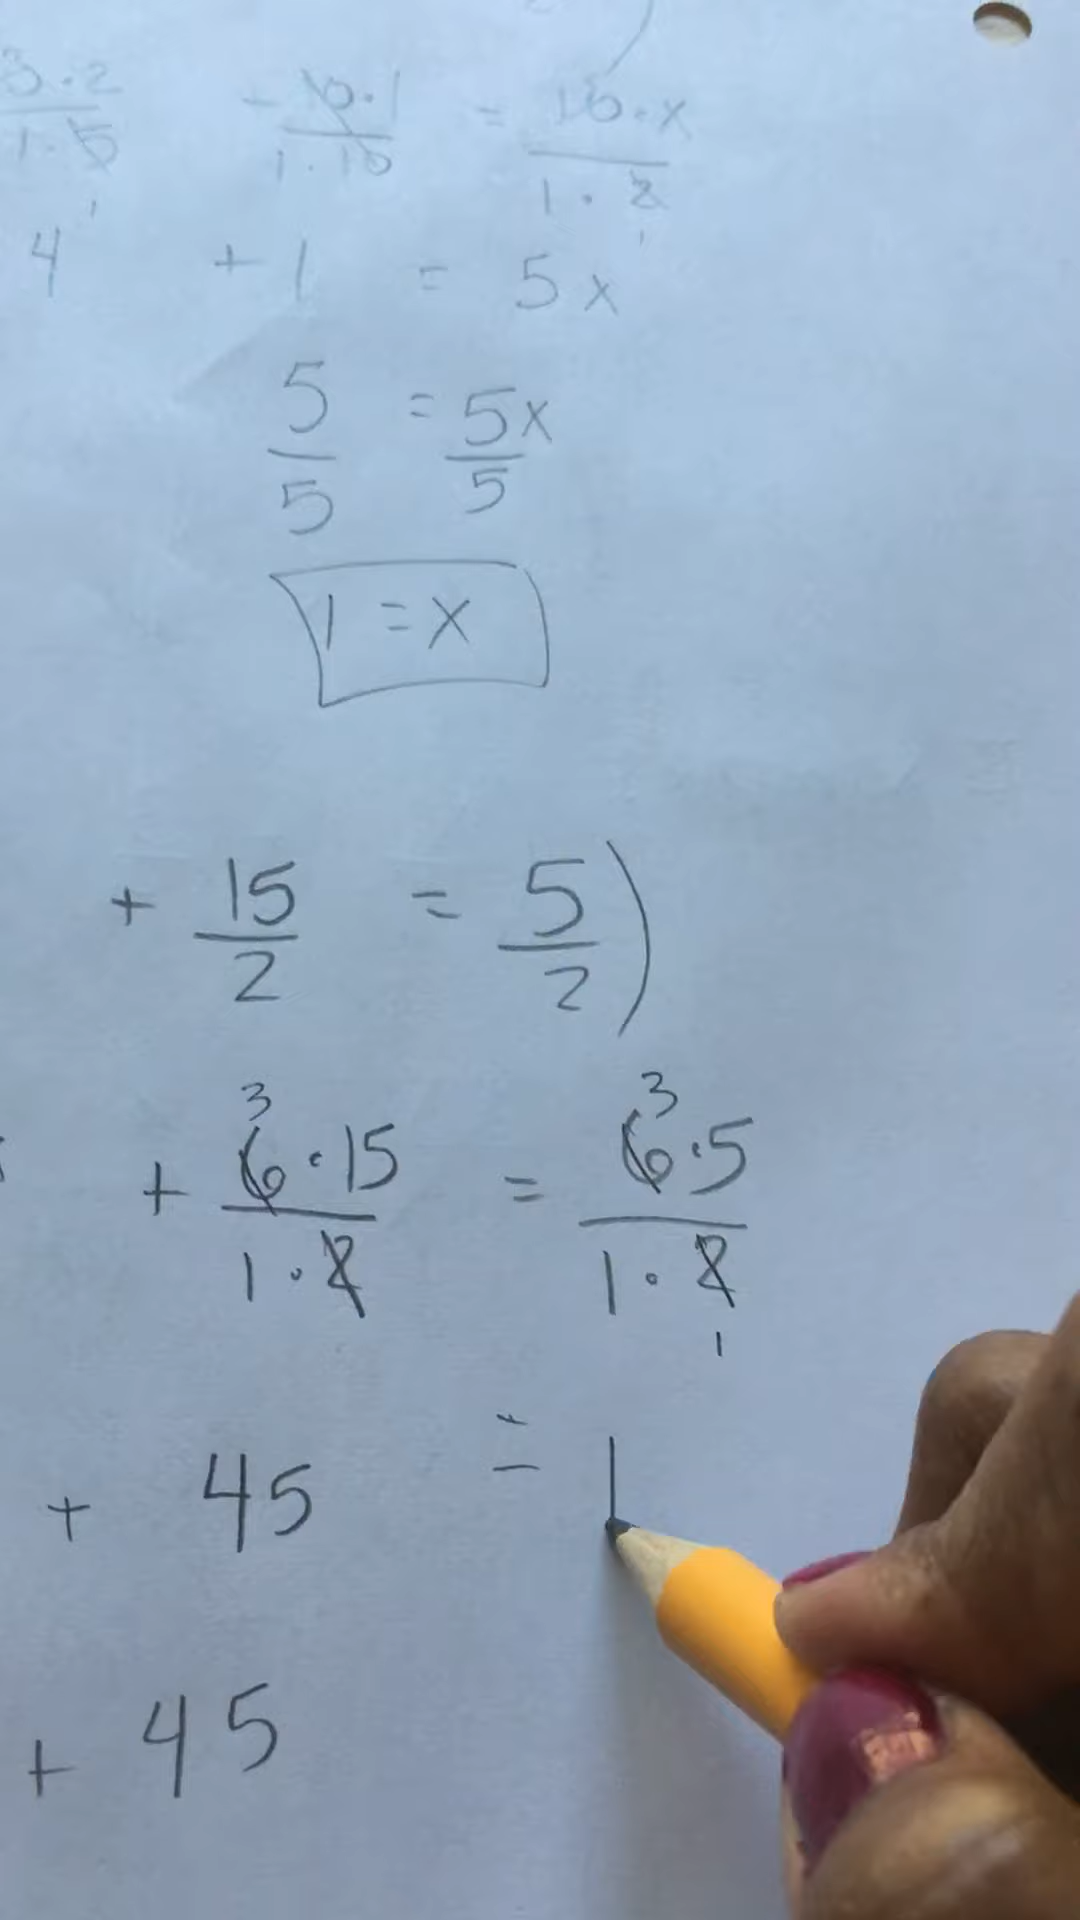 3·2/1·5 + 10·1/1·10 = 10·x/1·2
1 1
4 + 1 = 5x
5/5 = 5x/5
1 = x
+ 15/2 = 5/2)
3 3
+ 6·15/1·2 = 6·5/1·2
1
+ 45 = 1
+ 45